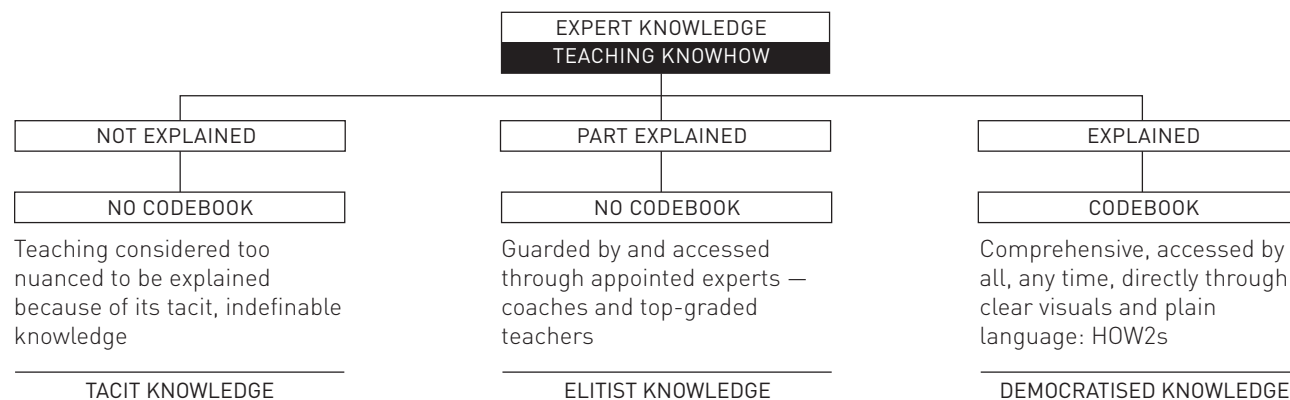 EXPERT KNOWLEDGE
TEACHING KNOWHOW
NOT EXPLAINED
NO CODEBOOK
Teaching considered too
nuanced to be explained
because of its tacit, indefinable
knowledge
TACIT KNOWLEDGE
PART EXPLAINED
NO CODEBOOK
Guarded by and accessed
through appointed experts —
coaches and top-graded
teachers
ELITIST KNOWLEDGE
EXPLAINED
CODEBOOK
Comprehensive, accessed by
all, any time, directly through
clear visuals and plain
language: HOW2s
DEMOCRATISED KNOWLEDGE